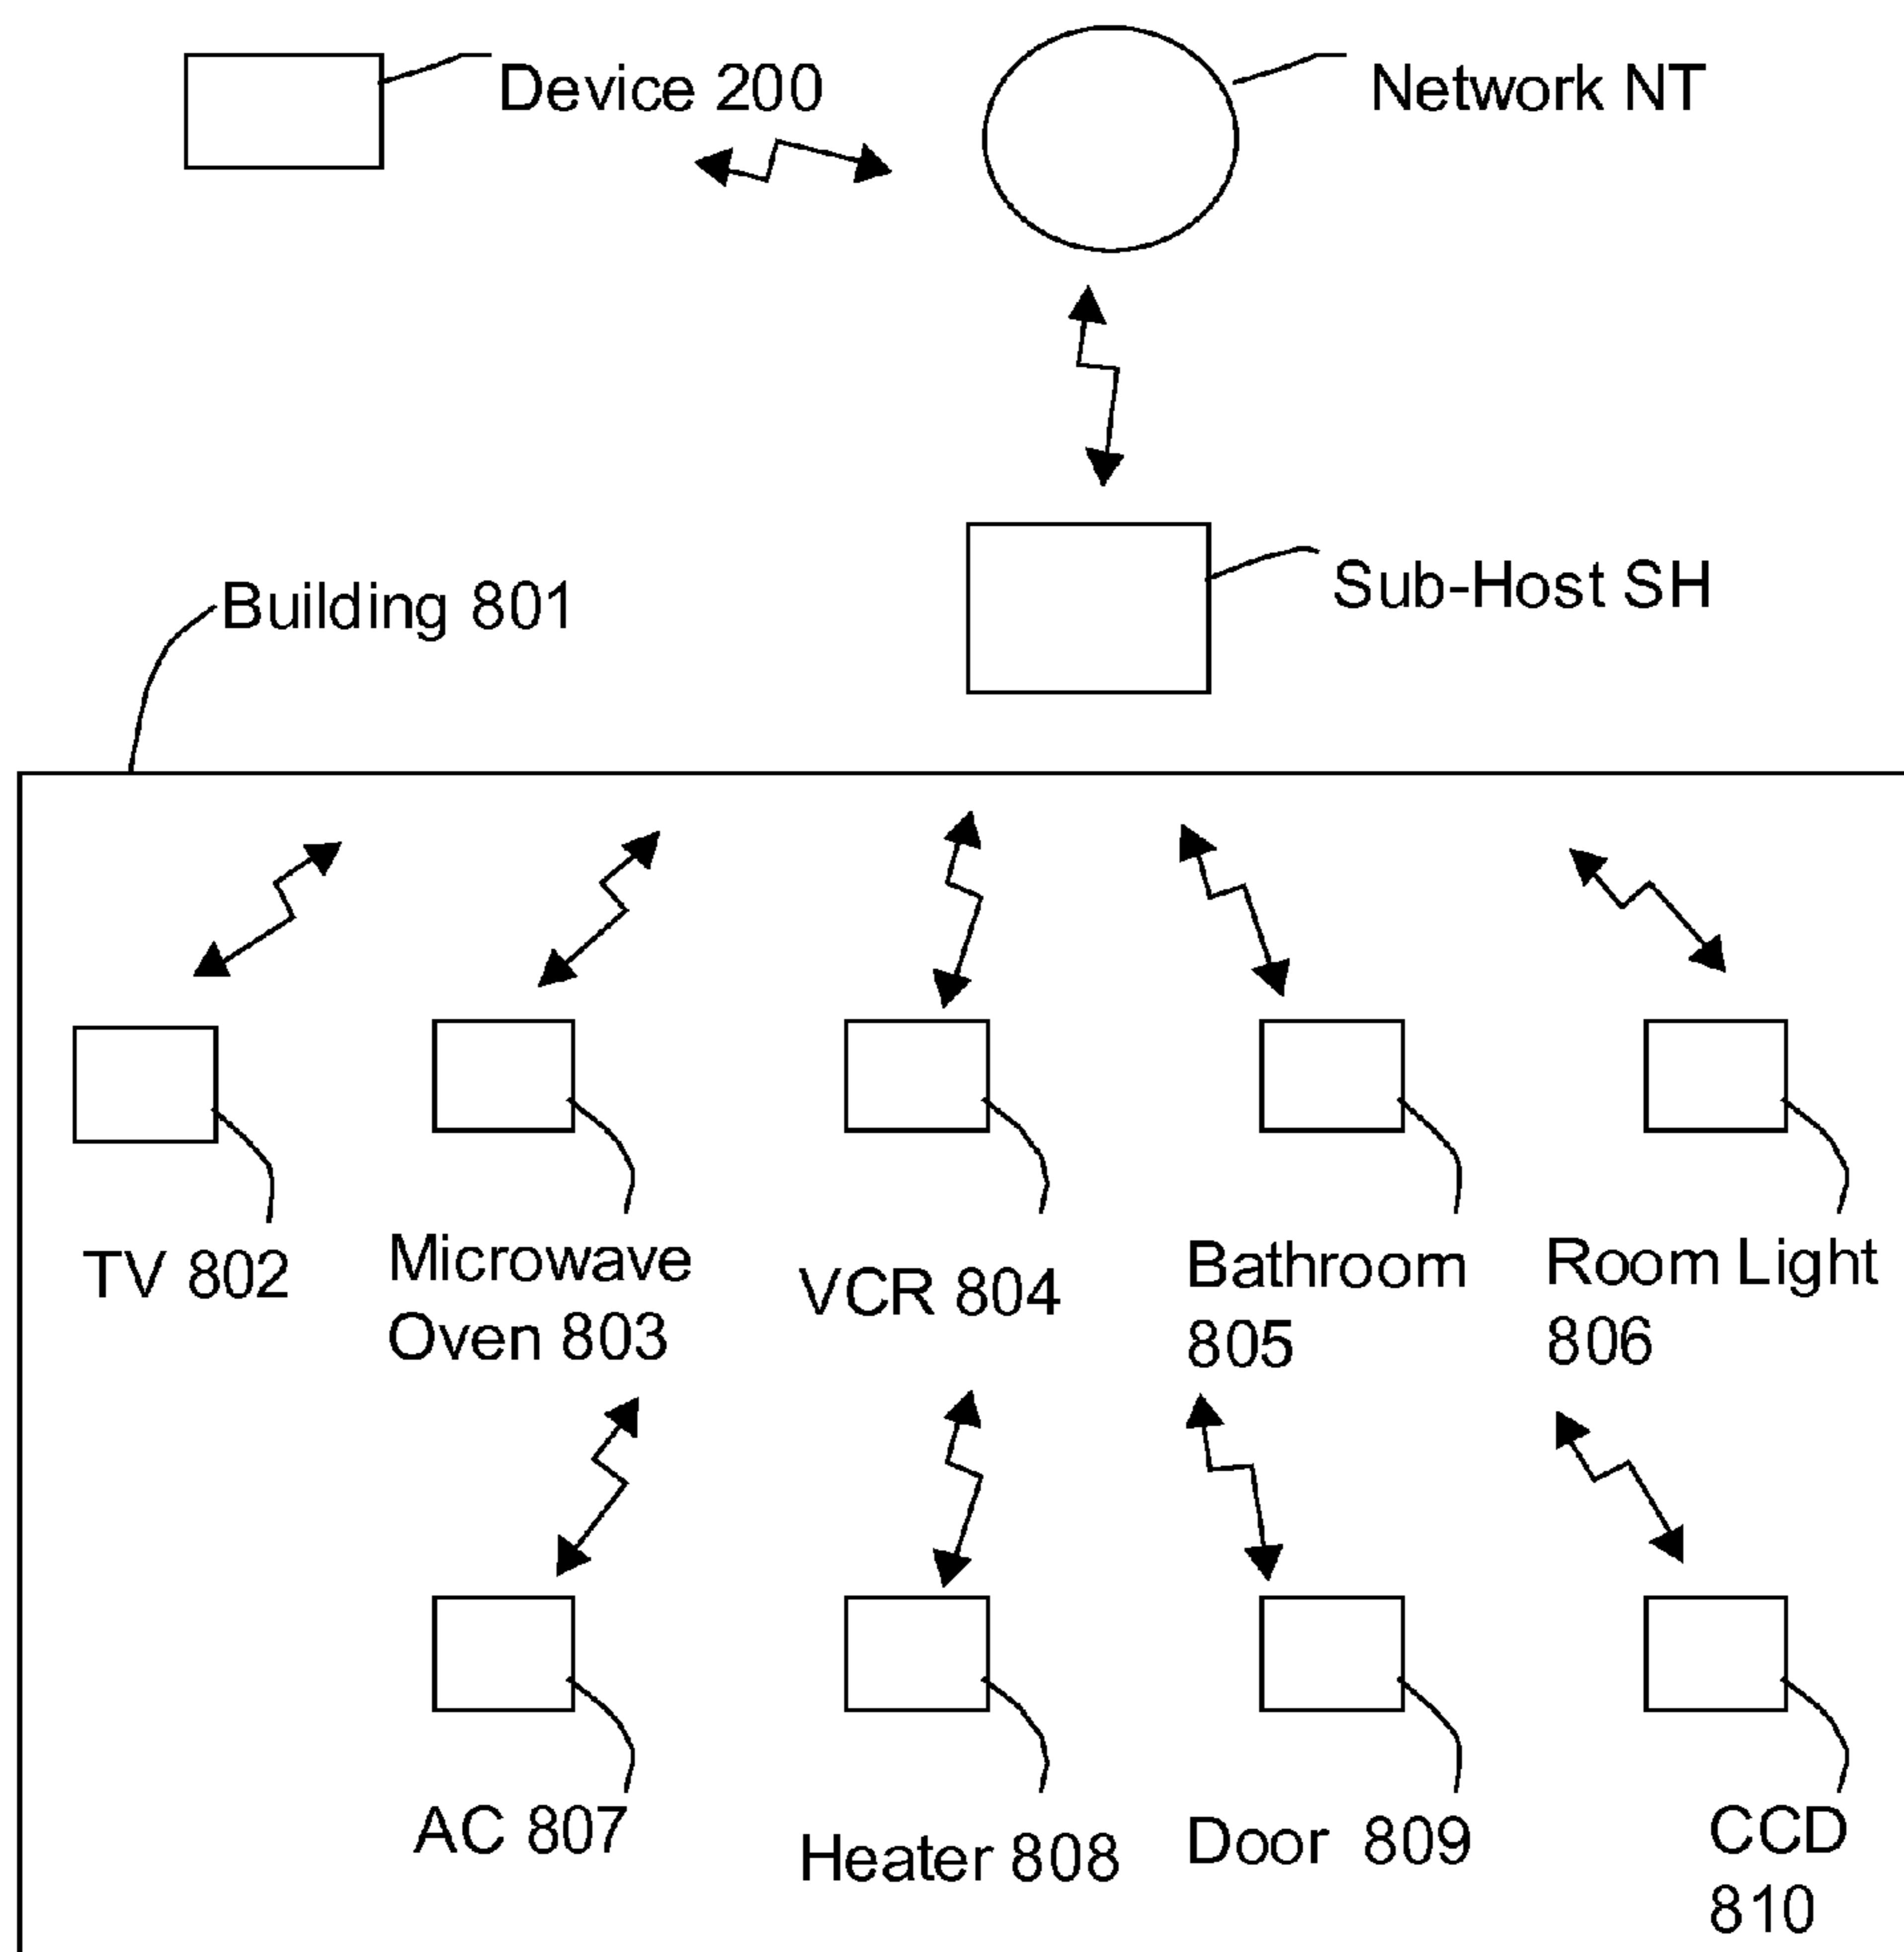 Device 200
Network NT
Sub-Host SH
Building 801
TV 802
Microwave
Oven 803
VCR 804
Bathroom
805
Room Light
806
AC 807
Heater 808
Door 809
CCD
810